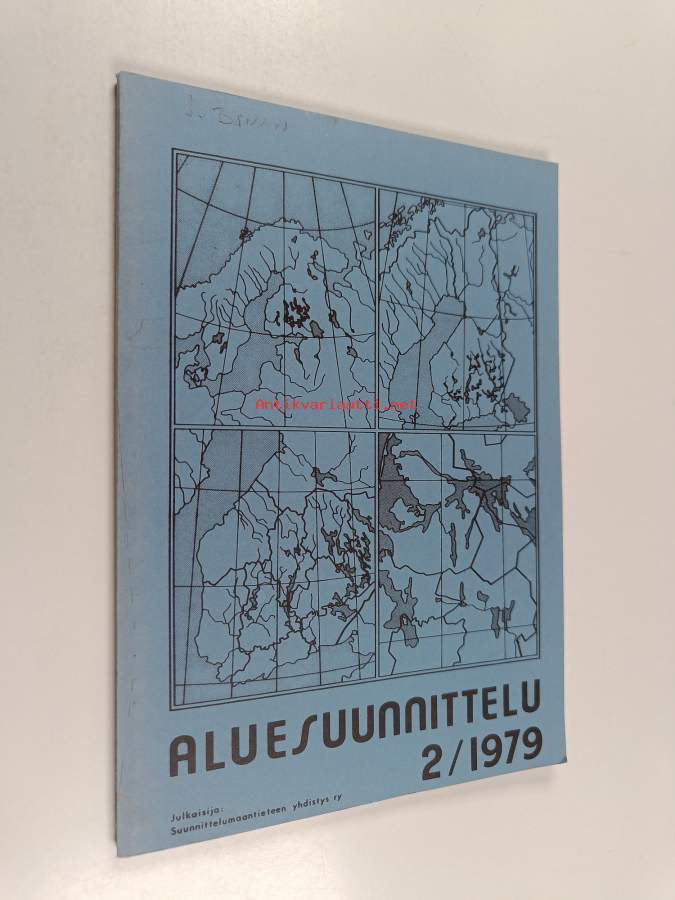 Antikvariaatti.net
ALUESUUNNITTELU
2/1979
Julkaisija:
Suunnittelumaantieteen yhdistys ry